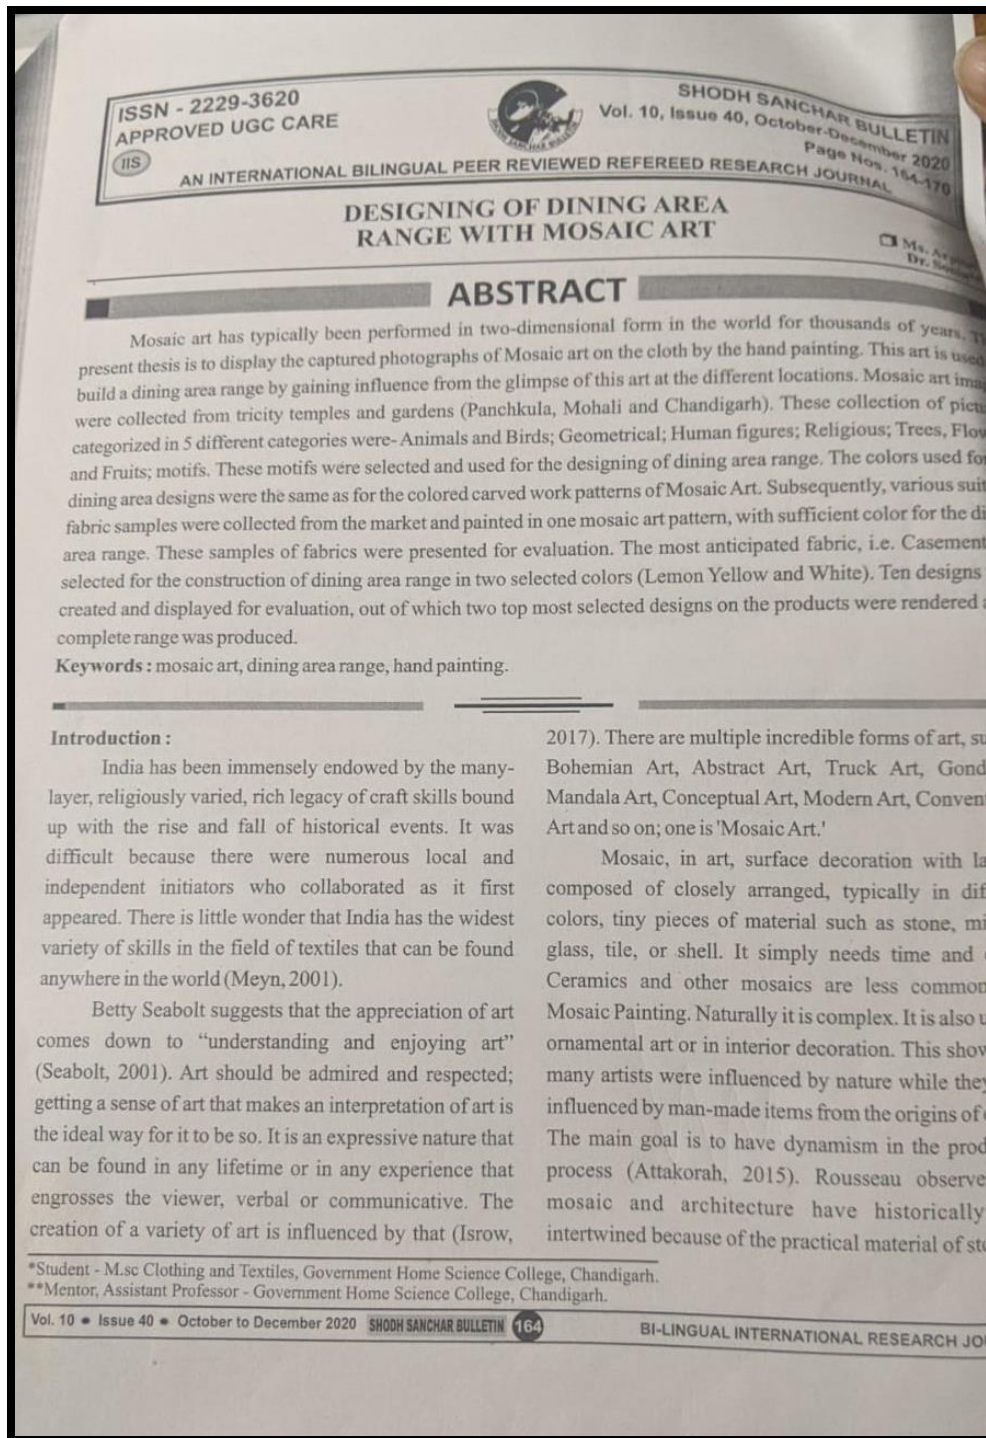 ISSN - 2229-3620
APPROVED UGC CARE
IIS
SHODH SANCHAR BULLETIN
SHODH SANCHAR BULLETIN
Vol. 10, Issue 40, October-December 2020
Page Nos. 164-170
AN INTERNATIONAL BILINGUAL PEER REVIEWED REFEREED RESEARCH JOURNAL
DESIGNING OF DINING AREA
RANGE WITH MOSAIC ART
Ms.
Dr.
ABSTRACT
Mosaic art has typically been performed in two-dimensional form in the world for thousands of years.
present thesis is to display the captured photographs of Mosaic art on the cloth by the hand painting. This art is used
build a dining area range by gaining influence from the glimpse of this art at the different locations. Mosaic art
were collected from tricity temples and gardens (Panchkula, Mohali and Chandigarh). These collection of
categorized in 5 different categories were- Animals and Birds; Geometrical; Human figures; Religious; Trees,
and Fruits; motifs. These motifs were selected and used for the designing of dining area range. The colors used
dining area designs were the same as for the colored carved work patterns of Mosaic Art. Subsequently, various
fabric samples were collected from the market and painted in one mosaic art pattern, with sufficient color for the
area range. These samples of fabrics were presented for evaluation. The most anticipated fabric, i.e. Casement
selected for the construction of dining area range in two selected colors (Lemon Yellow and White). Ten designs
created and displayed for evaluation, out of which two top most selected designs on the products were rendered
complete range was produced.
Keywords : mosaic art, dining area range, hand painting.
Introduction :
India has been immensely endowed by the many-
layer, religiously varied, rich legacy of craft skills bound
up with the rise and fall of historical events. It was
difficult because there were numerous local and
independent initiators who collaborated as it first
appeared. There is little wonder that India has the widest
variety of skills in the field of textiles that can be found
anywhere in the world (Meyn, 2001).
Betty Seabolt suggests that the appreciation of art
comes down to “understanding and enjoying art”
(Seabolt, 2001). Art should be admired and respected;
getting a sense of art that makes an interpretation of art is
the ideal way for it to be so. It is an expressive nature that
can be found in any lifetime or in any experience that
engrosses the viewer, verbal or communicative. The
creation of a variety of art is influenced by that (Isrow,
2017). There are multiple incredible forms of art,
Bohemian Art, Abstract Art, Truck Art, Gond
Mandala Art, Conceptual Art, Modern Art,
Art and so on; one is 'Mosaic Art.'
Mosaic, in art, surface decoration with
composed of closely arranged, typically in
colors, tiny pieces of material such as stone,
glass, tile, or shell. It simply needs time and
Ceramics and other mosaics are less common
Mosaic Painting. Naturally it is complex. It is also
ornamental art or in interior decoration. This
many artists were influenced by nature while they
influenced by man-made items from the origins of
The main goal is to have dynamism in the
process (Attakorah, 2015). Rousseau
mosaic and architecture have historically
intertwined because of the practical material of
*Student - M.sc Clothing and Textiles, Government Home Science College, Chandigarh.
**Mentor, Assistant Professor - Government Home Science College, Chandigarh.
Vol. 10 • Issue 40 • October to December 2020 SHODH SANCHAR BULLETIN 164 BI-LINGUAL INTERNATIONAL RESEARCH